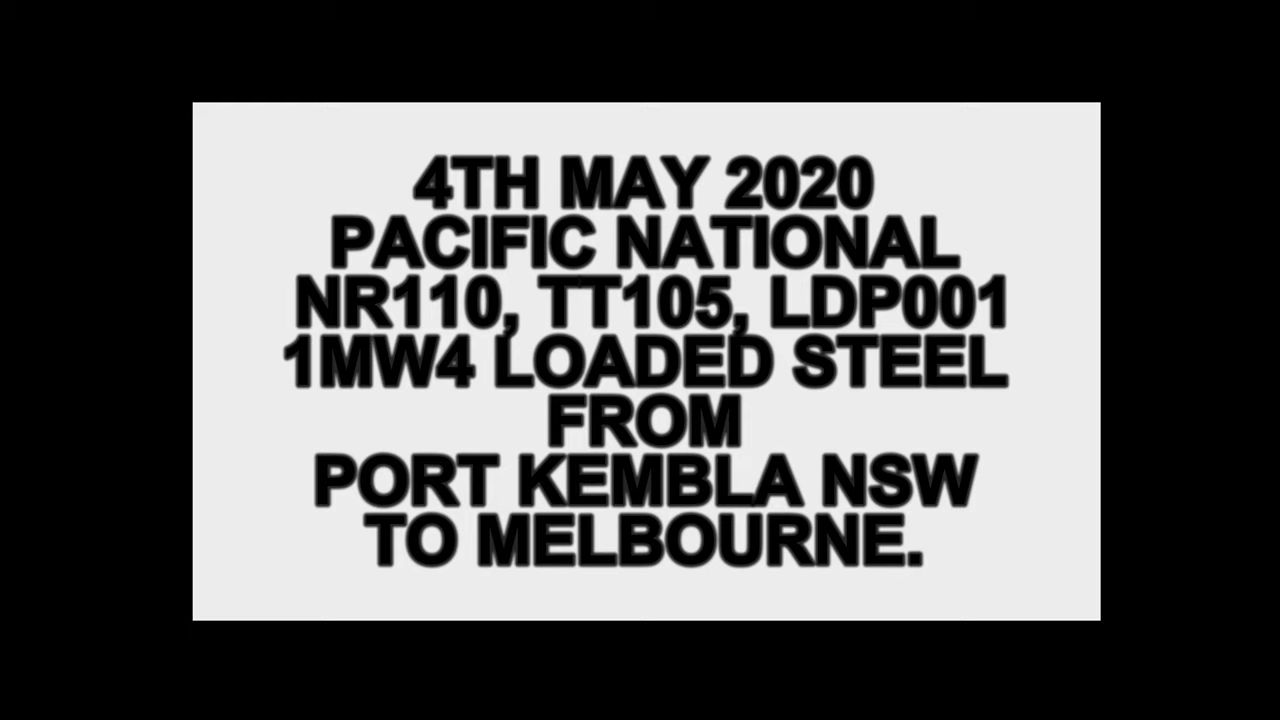 4TH MAY 2020
PACIFIC NATIONAL
NR110, TT105, LDP001
1MW4 LOADED STEEL
FROM
PORT KEMBLA NSW
TO MELBOURNE.